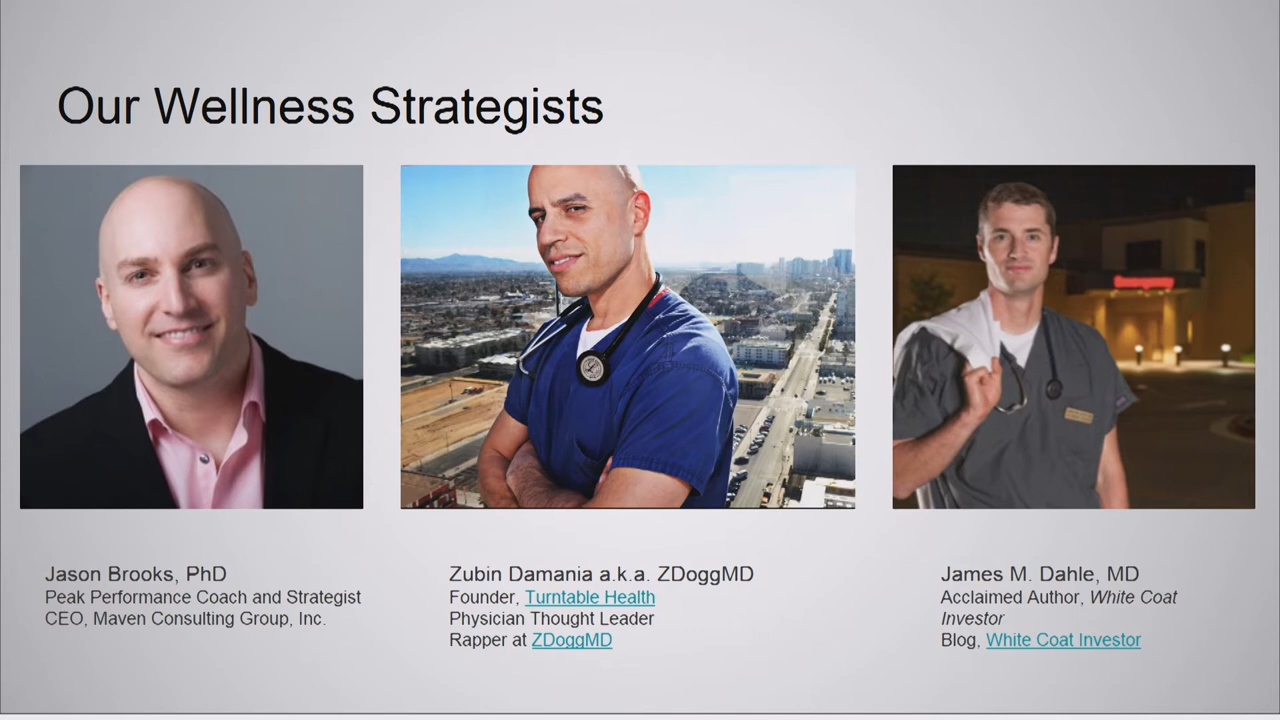 Our Wellness Strategists
Jason Brooks, PhD
Peak Performance Coach and Strategist
CEO, Maven Consulting Group, Inc.
Zubin Damania a.k.a. ZDoggMD
Founder, Turntable Health
Physician Thought Leader
Rapper at ZDoggMD
Emergency
James M. Dahle, MD
Acclaimed Author, White Coat
Investor
Blog, White Coat Investor